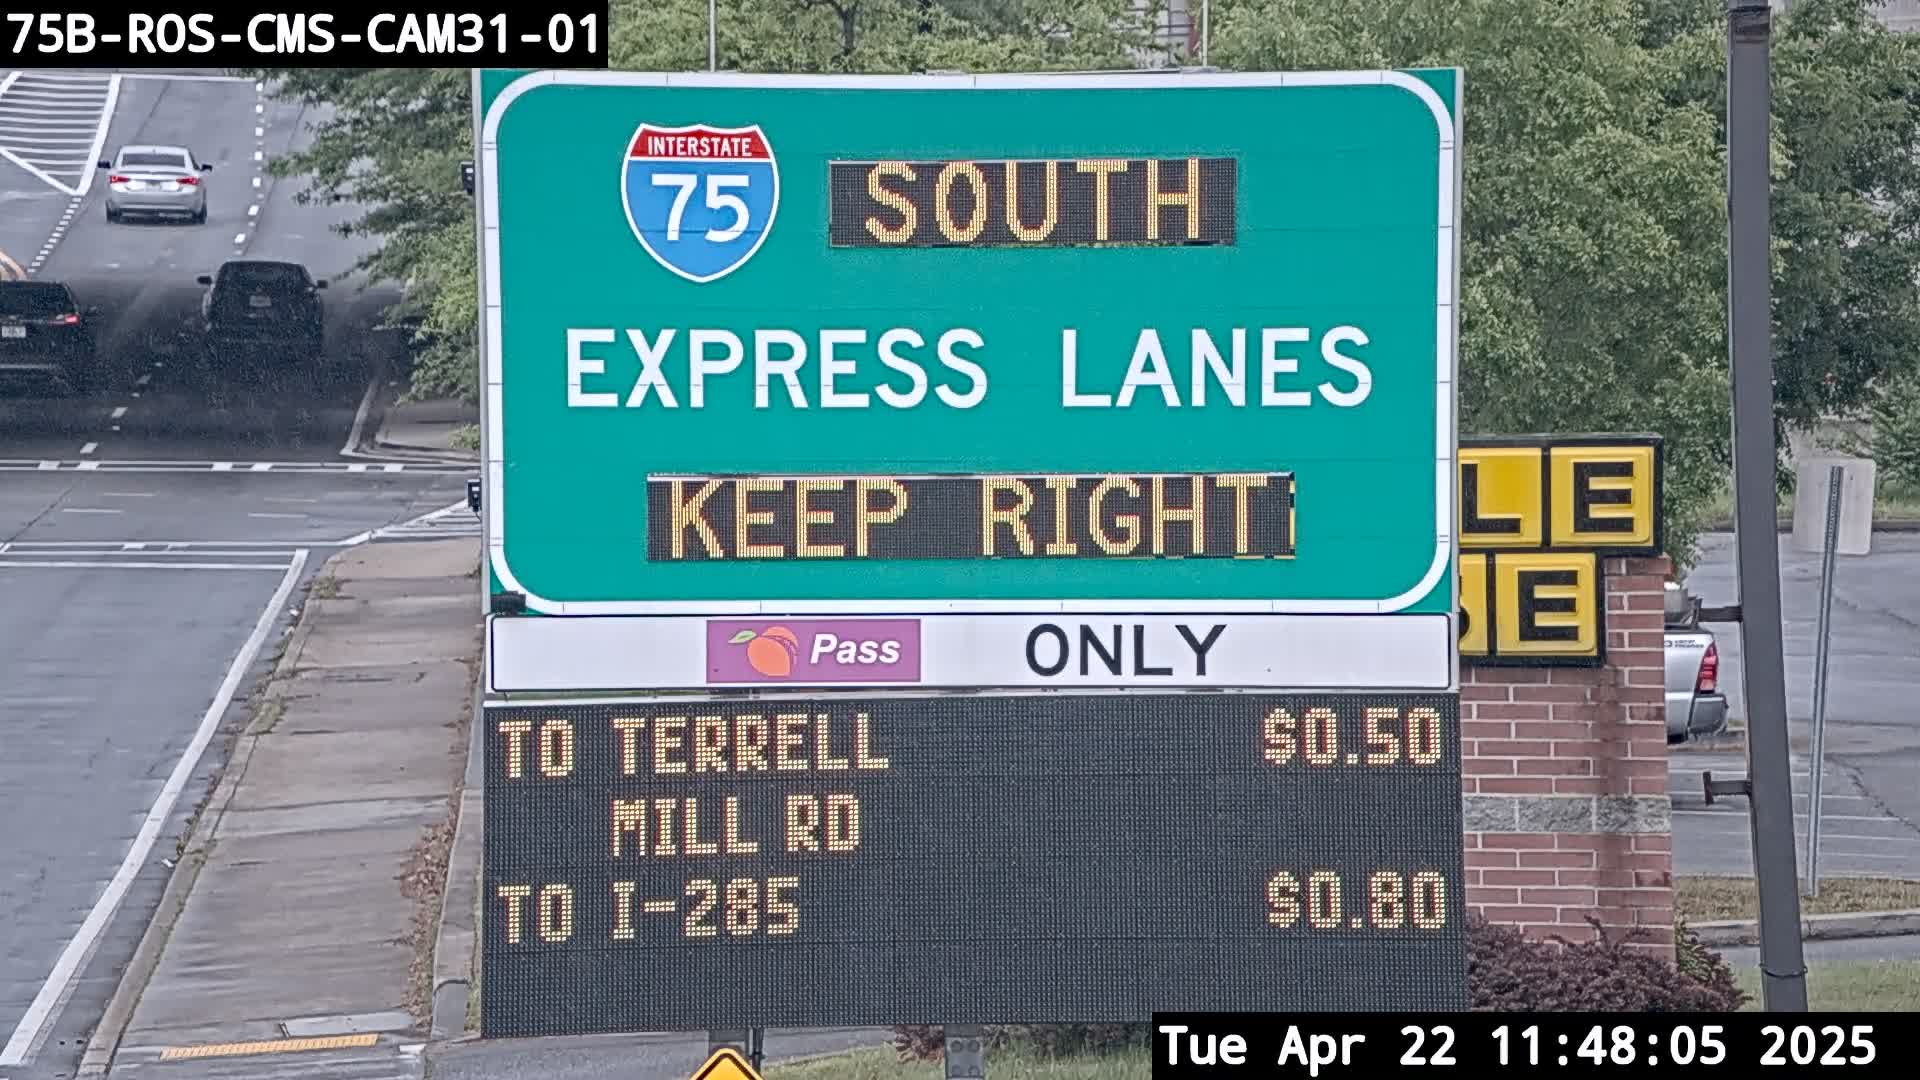 75B-ROS-CMS-CAM31-01
INTERSTATE
75
SOUTH
EXPRESS LANES
KEEP RIGHT
Pass ONLY
TO TERRELL $0.50
MILL RD
TO I-285 $0.80
LE
E
Tue Apr 22 11:48:05 2025